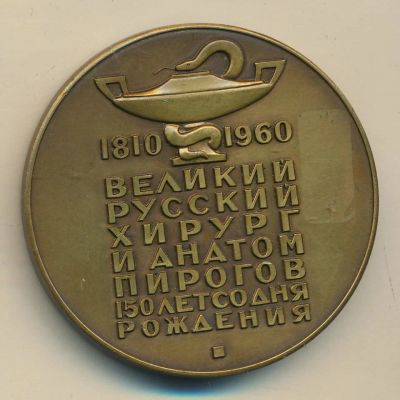 1810 1960
ВЕЛИКИЙ
РУССКИЙ
ХИРУРГ
И АНАТОМ
ПИРОГОВ
150 ЛЕТ СО ДНЯ
РОЖДЕНИЯ